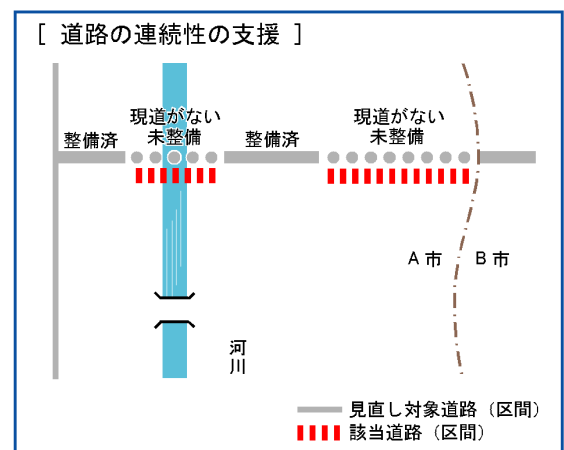 [ 道路の連続性の支援 ]
現道がない
未整備
整備済
整備済
現道がない
未整備
A市
B市
河川
見直し対象道路（区間）
該当道路（区間）